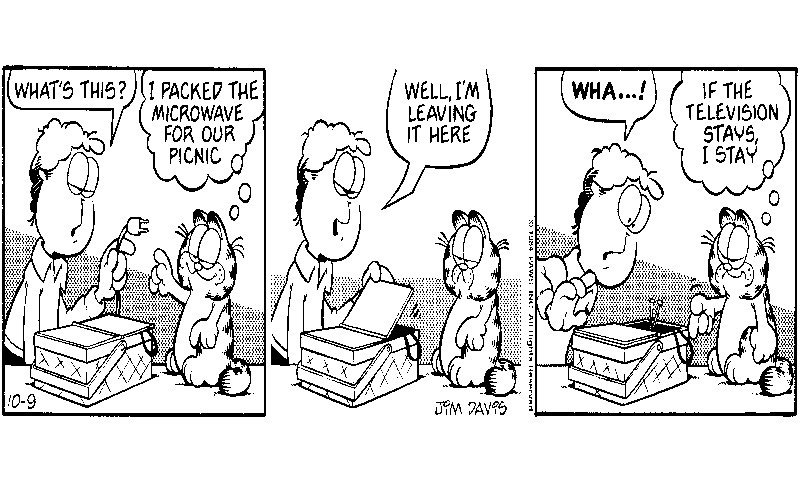 WHAT'S THIS?
I PACKED THE
MICROWAVE
FOR OUR
PICNIC
10-9
WELL, I'M
LEAVING
IT HERE
JIM DAVIS
WHA...!
IF THE
TELEVISION
STAYS,
I STAY